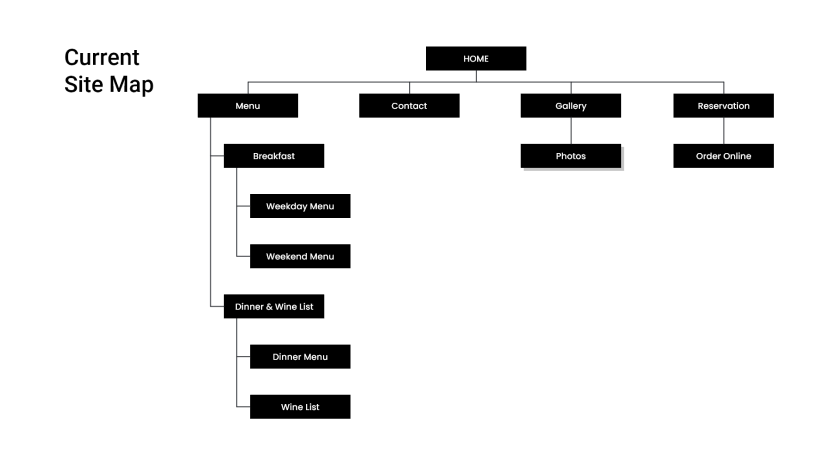 Current
Site Map
HOME
Menu
Contact
Gallery
Reservation
Breakfast
Photos
Order Online
Weekday Menu
Weekend Menu
Dinner & Wine List
Dinner Menu
Wine List